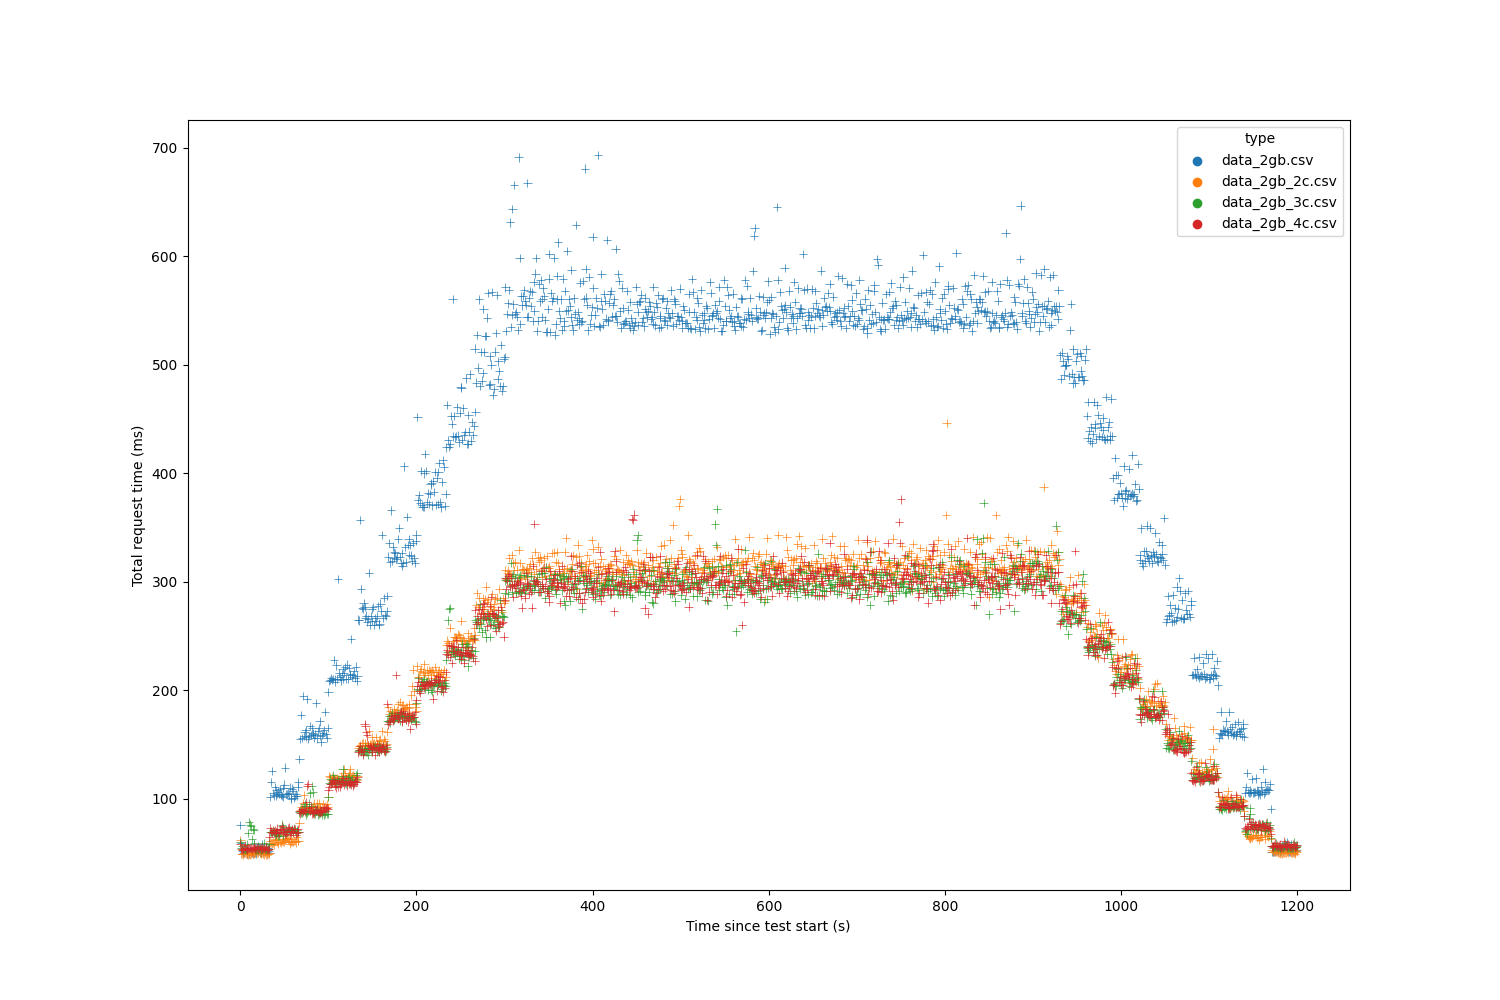 type
data_2gb.csv
data_2gb_2c.csv
data_2gb_3c.csv
data_2gb_4c.csv
Total request time (ms)
700
600
500
400
300
200
100
0 200 400 600 800 1000 1200
Time since test start (s)